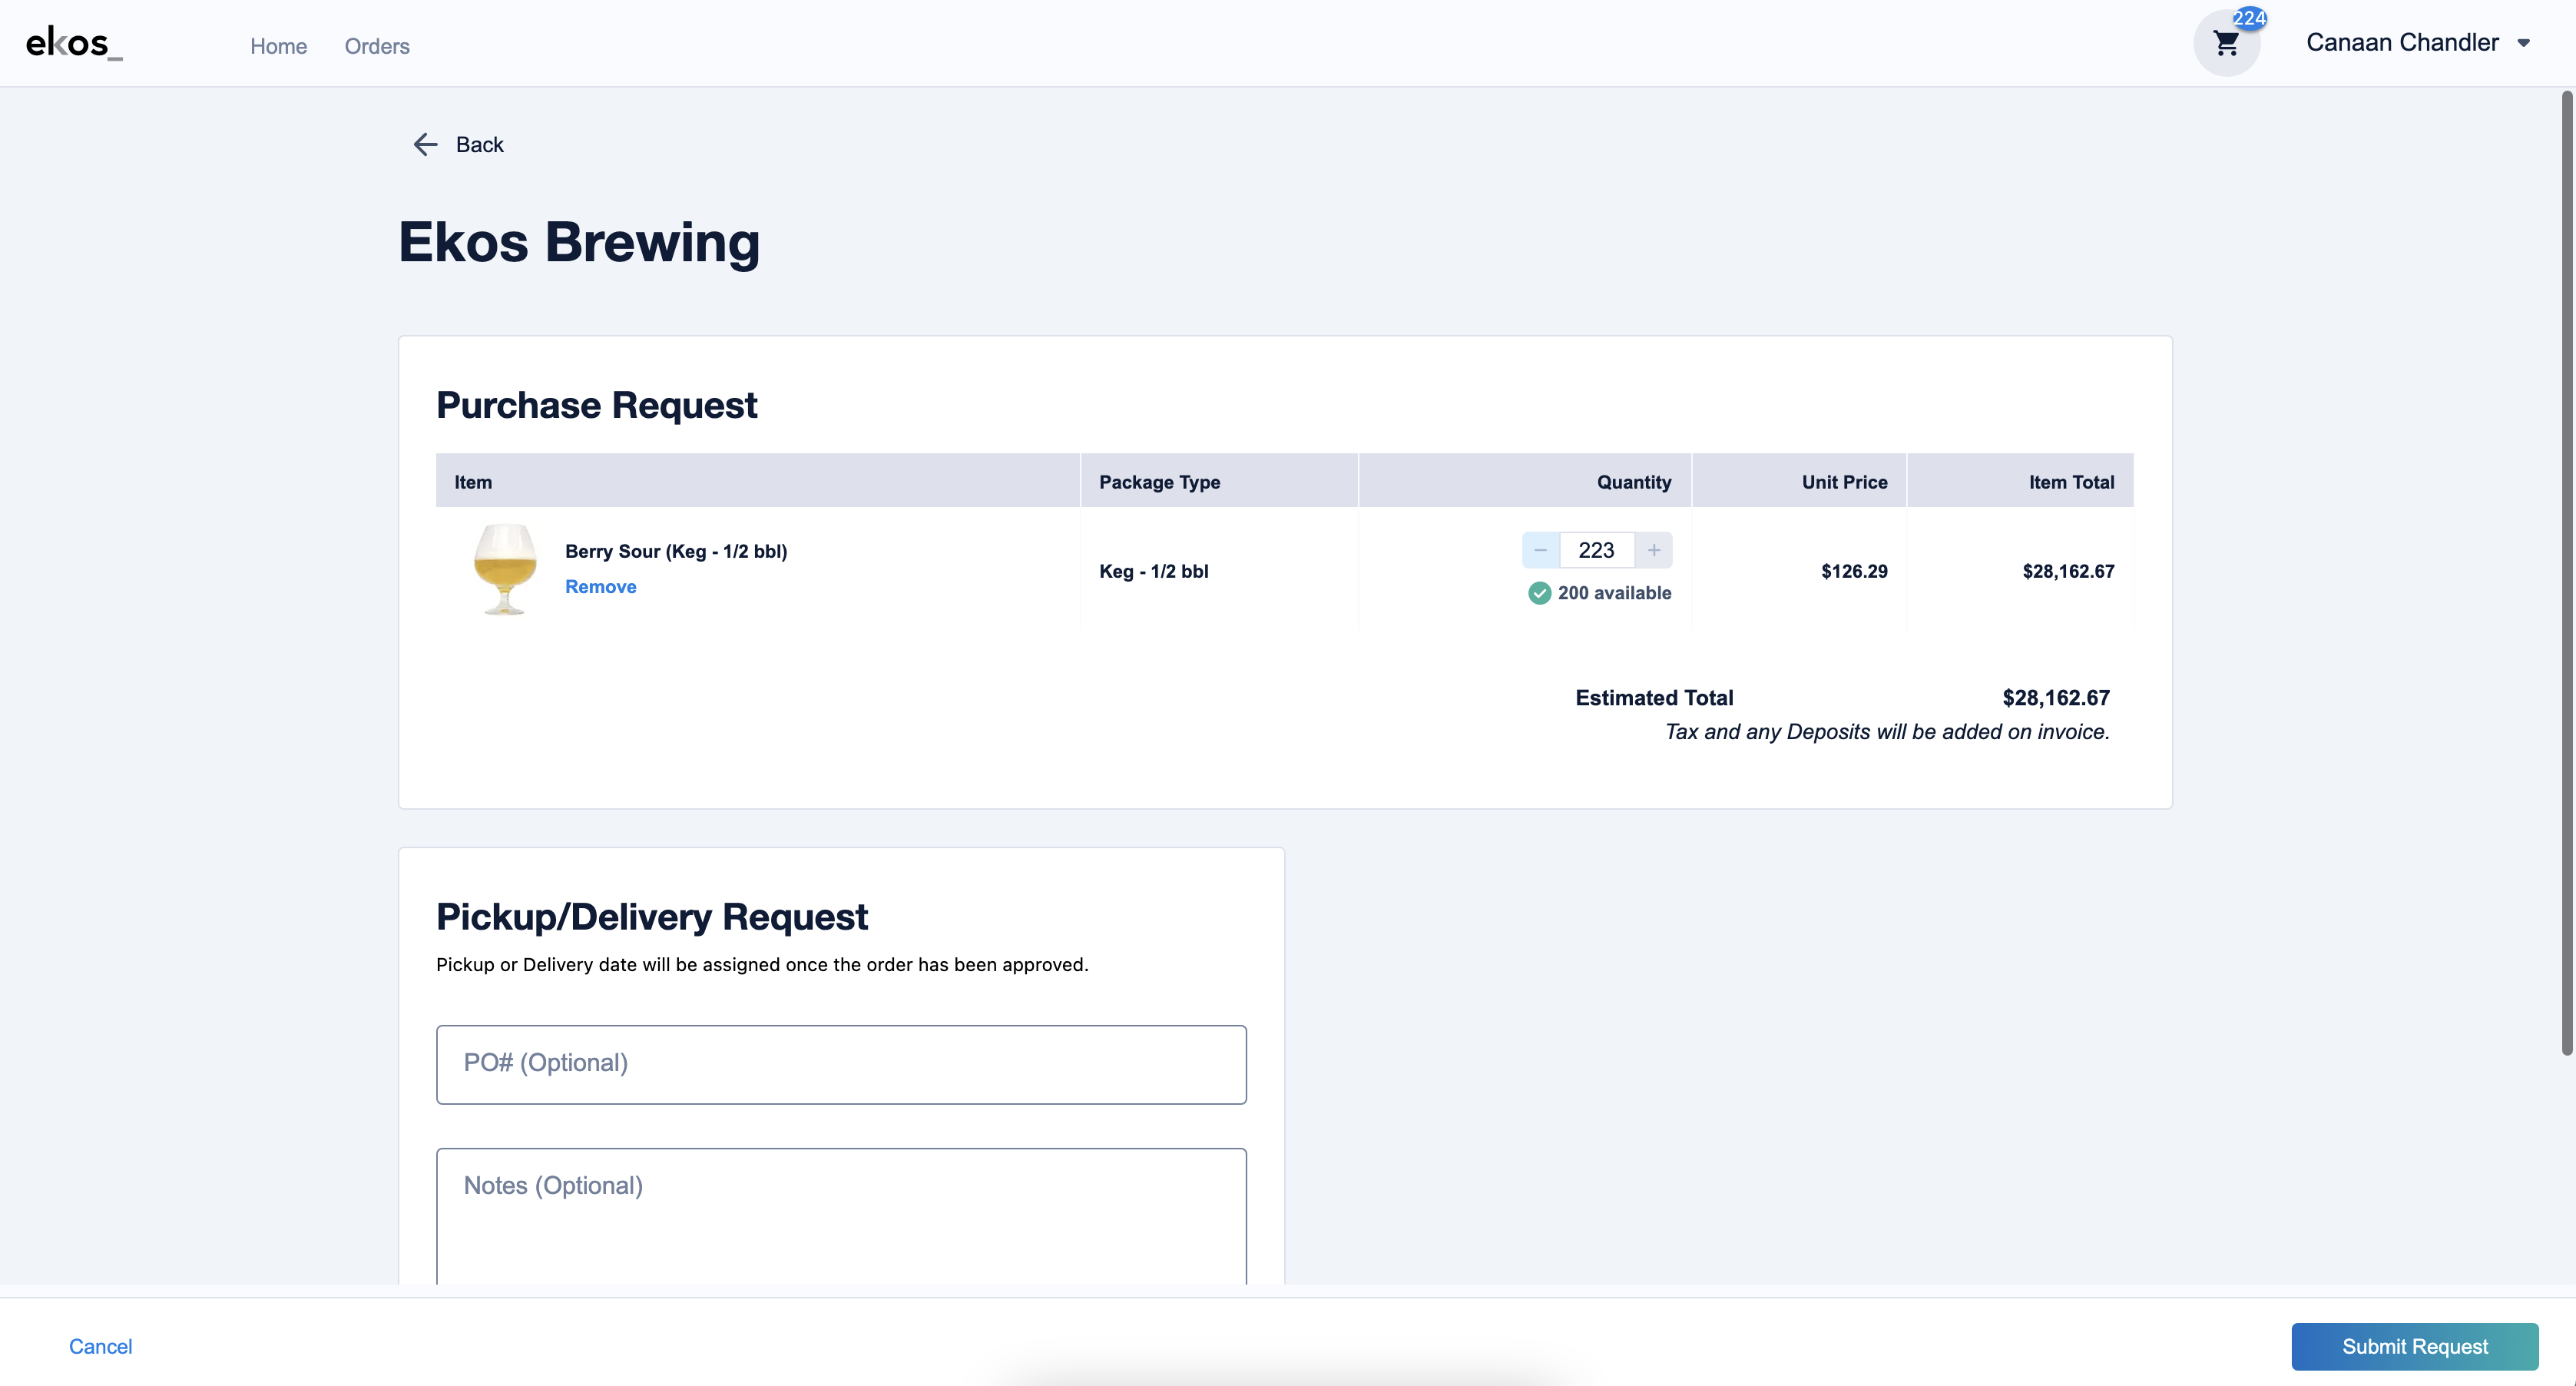 ekos_
Home
Orders
224
Canaan Chandler
Back
Ekos Brewing
Purchase Request
Item
Package Type
Quantity
Unit Price
Item Total
Berry Sour (Keg - 1/2 bbl)
Remove
Keg - 1/2 bbl
− 223 +
200 available
$126.29
$28,162.67
Estimated Total
$28,162.67
Tax and any Deposits will be added on invoice.
Pickup/Delivery Request
Pickup or Delivery date will be assigned once the order has been approved.
PO# (Optional)
Notes (Optional)
Cancel
Submit Request